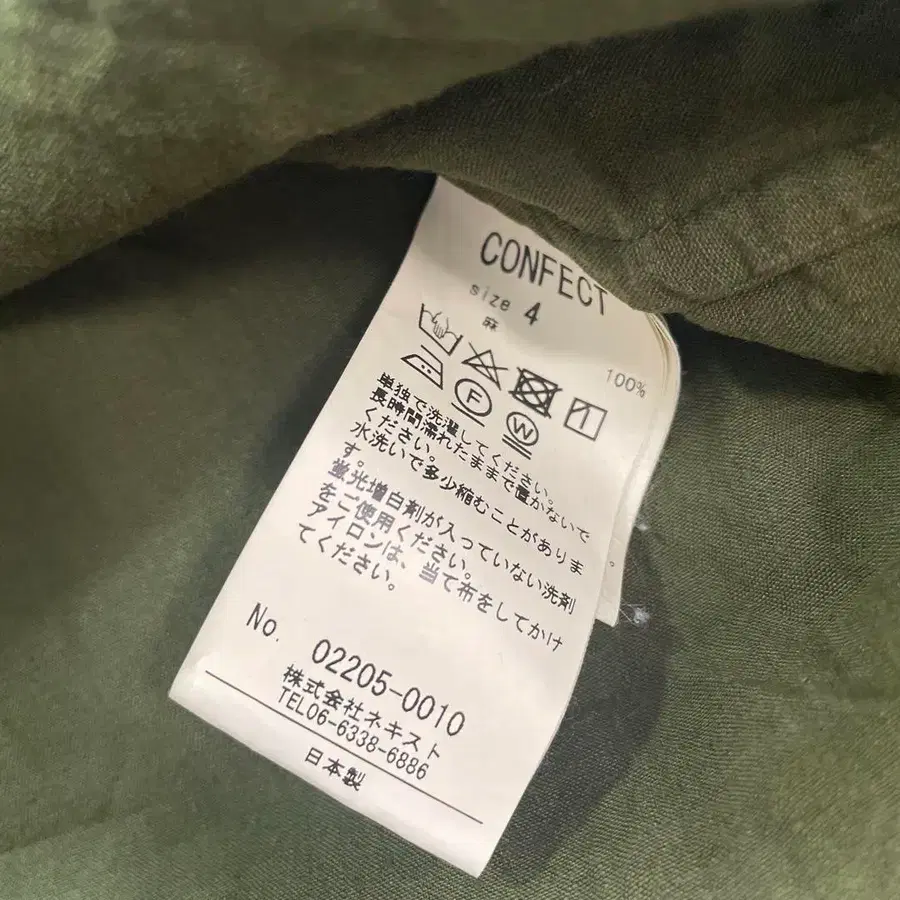 CONFECT
size 4
麻 100%
F W
単独で洗濯してください。
長時間濡れたままで置かないで
ください。
水洗いで多少縮むことがありま
す。
蛍光増白剤が入っていない洗剤
をご使用ください。
アイロンは、当て布をしてかけ
てください。
No. 02205-0010
株式会社ネキスト
TEL06-6338-6886
日本製